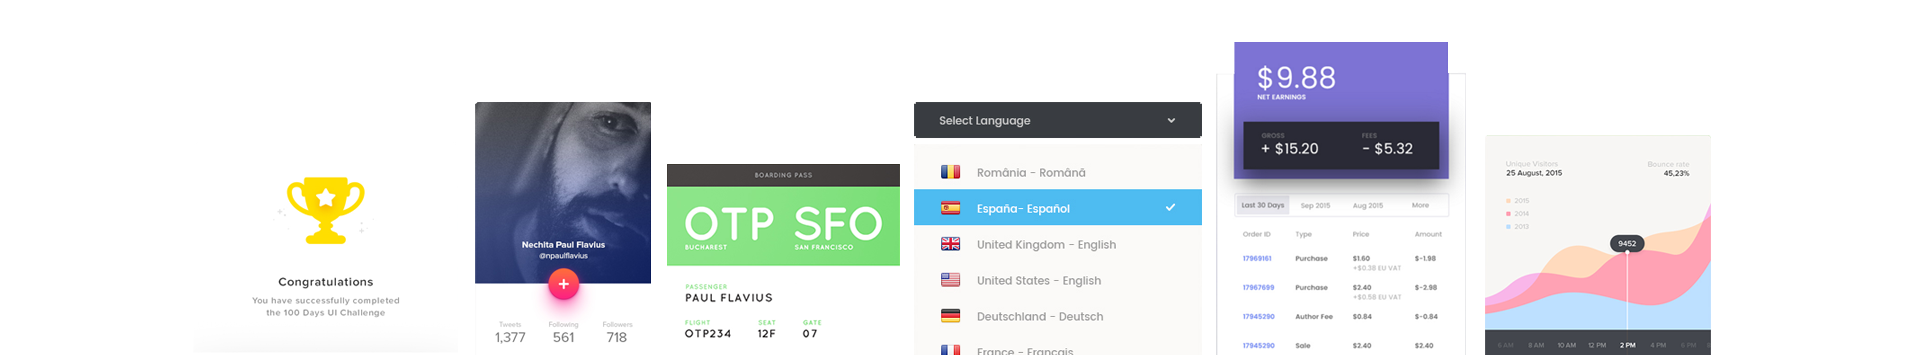 Congratulations
You have successfully completed
the 100 Days UI Challenge
Nechita Paul Flavius
@npaulflavius
Tweets Following Followers
1,377 561 718
BOARDING PASS
OTP SFO
BUCHAREST SAN FRANCISCO
PASSENGER
PAUL FLAVIUS
FLIGHT SEAT GATE
OTP234 12F 07
Select Language
România - Română
España- Español
United Kingdom - English
United States - English
Deutschland - Deutsch
France - Français
$9.88
NET EARNINGS
GROSS FEES
+ $15.20 - $5.32
Last 30 Days Sep 2015 Aug 2015 More
Order ID Type Price Amount
17969161 Purchase $1.60 $-1.98
+$0.38 EU VAT
17967699 Purchase $2.40 $-2.98
+$0.58 EU VAT
17945290 Author Fee $0.84 $-0.84
17945290 Sale $2.40 $2.40
Unique Visitors Bounce rate
25 August, 2015 45,23%
2015
2014
2013
9452
6 AM 8 AM 10 AM 12 PM 2 PM 4 PM 6 PM